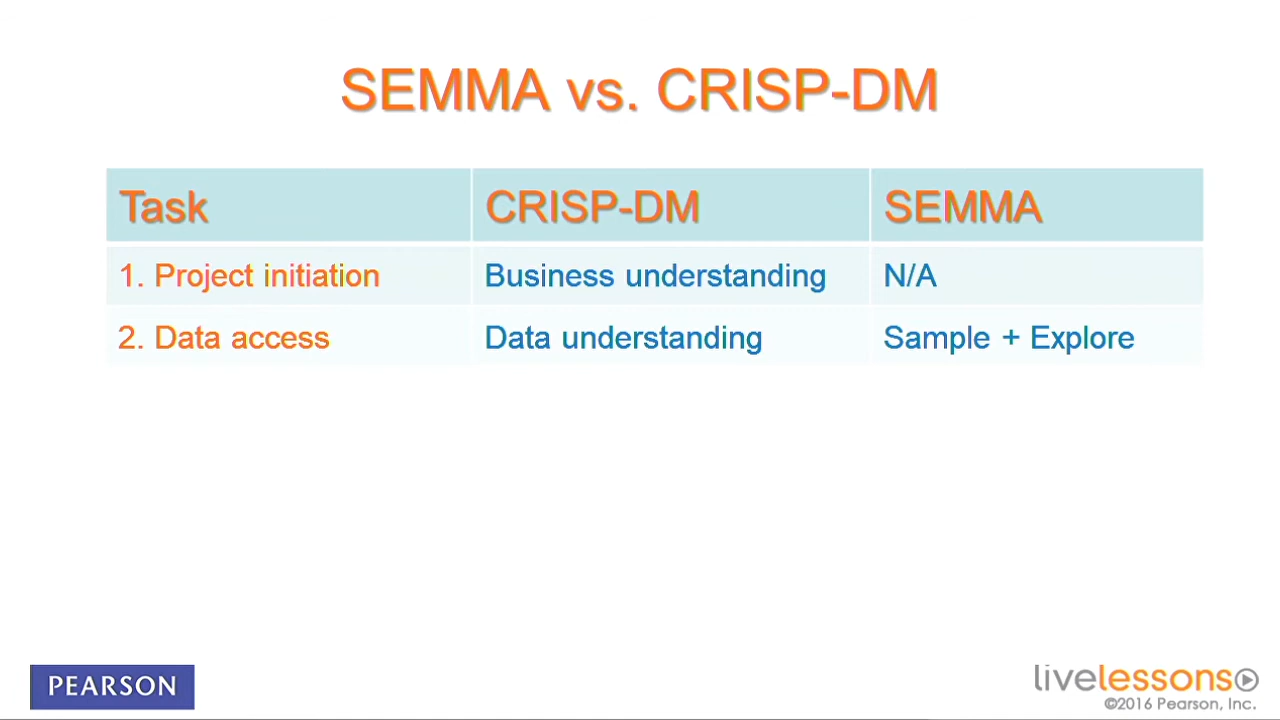 SEMMA vs. CRISP-DM
Task CRISP-DM SEMMA
1. Project initiation Business understanding N/A
2. Data access Data understanding Sample + Explore
PEARSON
livelessons
©2016 Pearson, Inc.